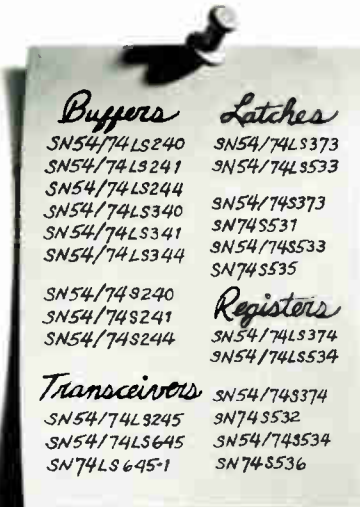 Buffers
SN54/74LS240
SN54/74LS241
SN54/74LS244
SN54/74LS340
SN54/74LS341
SN54/74LS344
SN54/74S240
SN54/74S241
SN54/74S244
Transceivers
SN54/74LS245
SN54/74LS645
SN74LS645-1
Latches
SN54/74LS373
SN54/74LS533
SN54/74S373
SN74S531
SN54/74S533
SN74S535
Registers
SN54/74LS374
SN54/74LS534
SN54/74S374
SN74S532
SN54/74S534
SN74S536